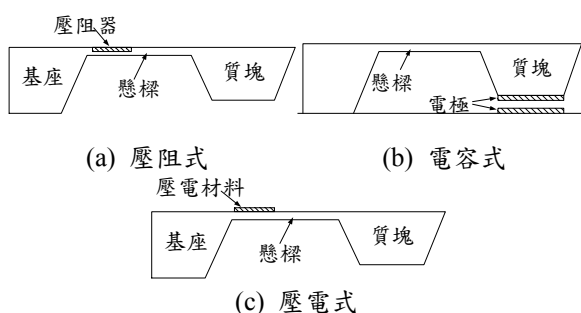 壓阻器
基座
懸樑
質塊
(a) 壓阻式
懸樑
質塊
電極
(b) 電容式
壓電材料
基座
懸樑
質塊
(c) 壓電式